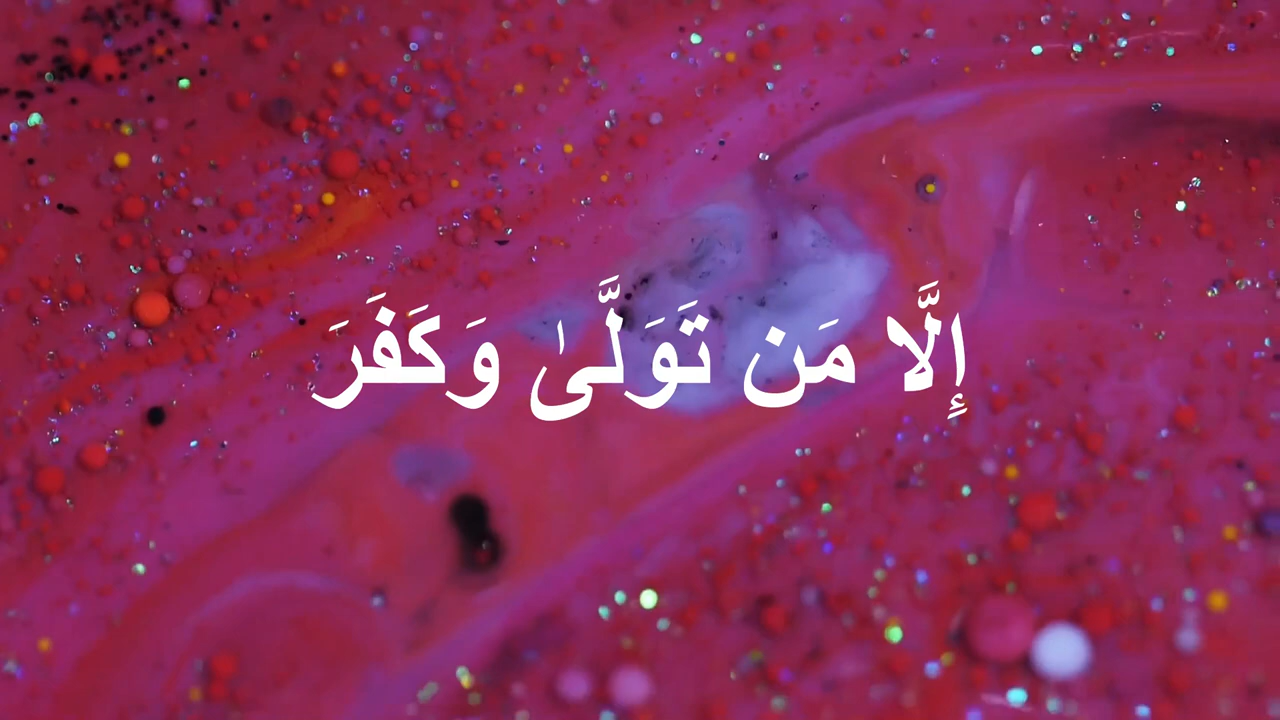 إِلَّا مَن تَوَلَّىٰ وَكَفَرَ